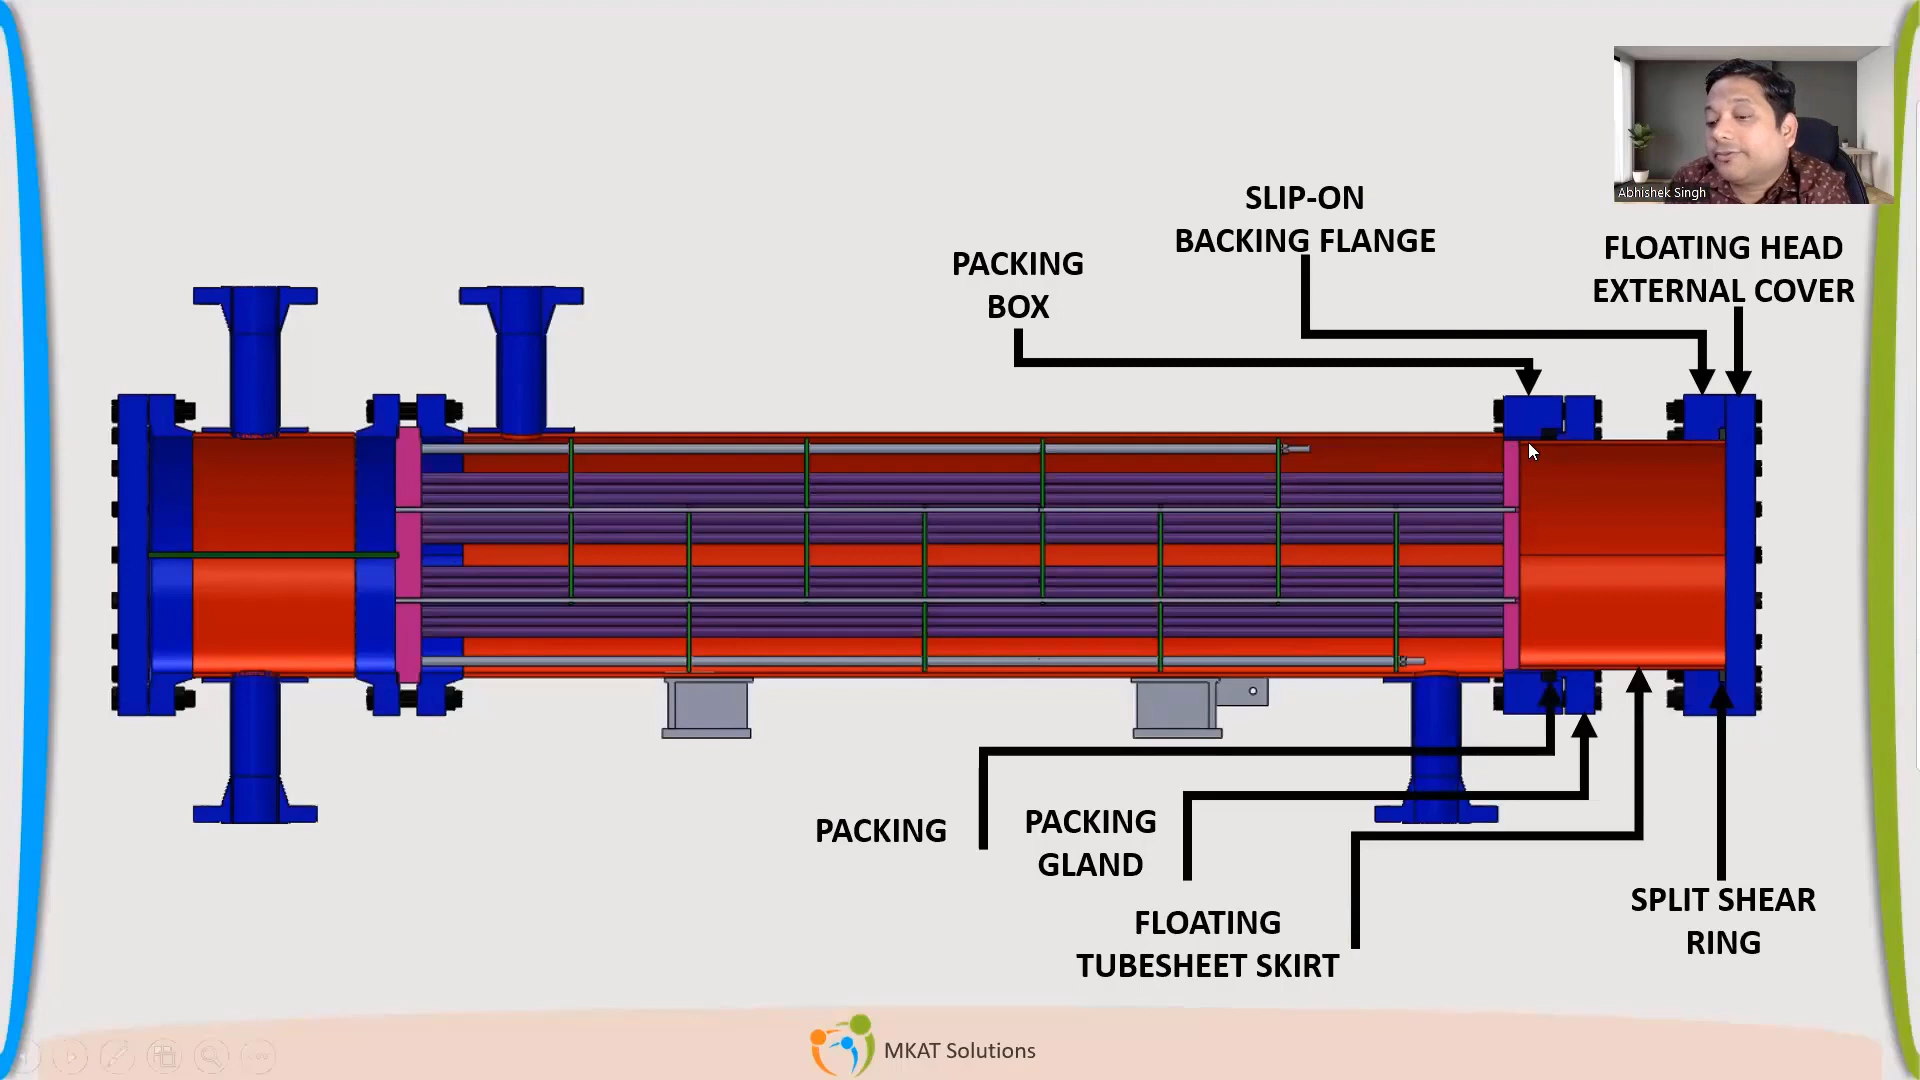 Abhishek Singh
SLIP-ON
BACKING FLANGE
FLOATING HEAD
EXTERNAL COVER
PACKING
BOX
PACKING
PACKING
GLAND
FLOATING
TUBESHEET SKIRT
SPLIT SHEAR
RING
MKAT Solutions